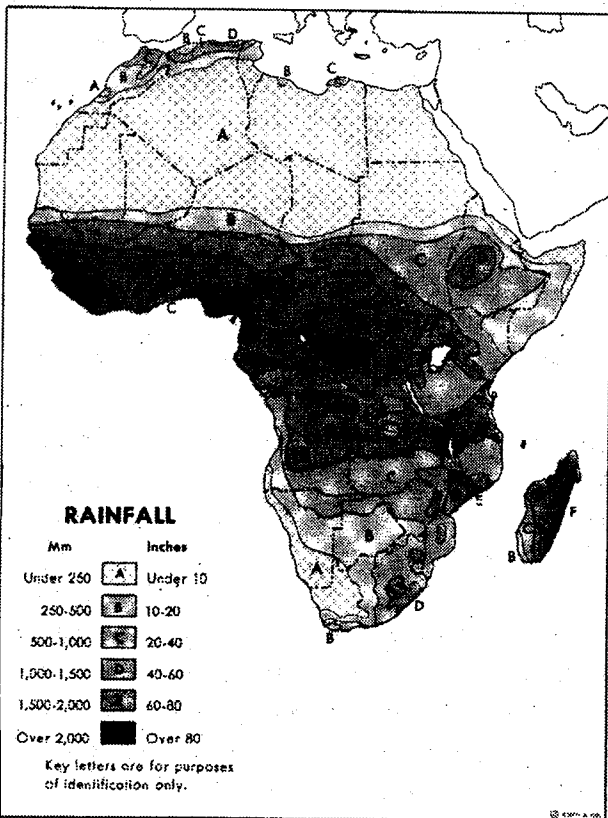 B C D
A B
B C
A
B
C
C
C
B
A
D
B
E
F
C
B
RAINFALL
Mm Inches
Under 250 A Under 10
250-500 B 10-20
500-1,000 C 20-40
1,000-1,500 D 40-60
1,500-2,000 60-80
Over 2,000 Over 80
Key letters are for purposes
of identification only.